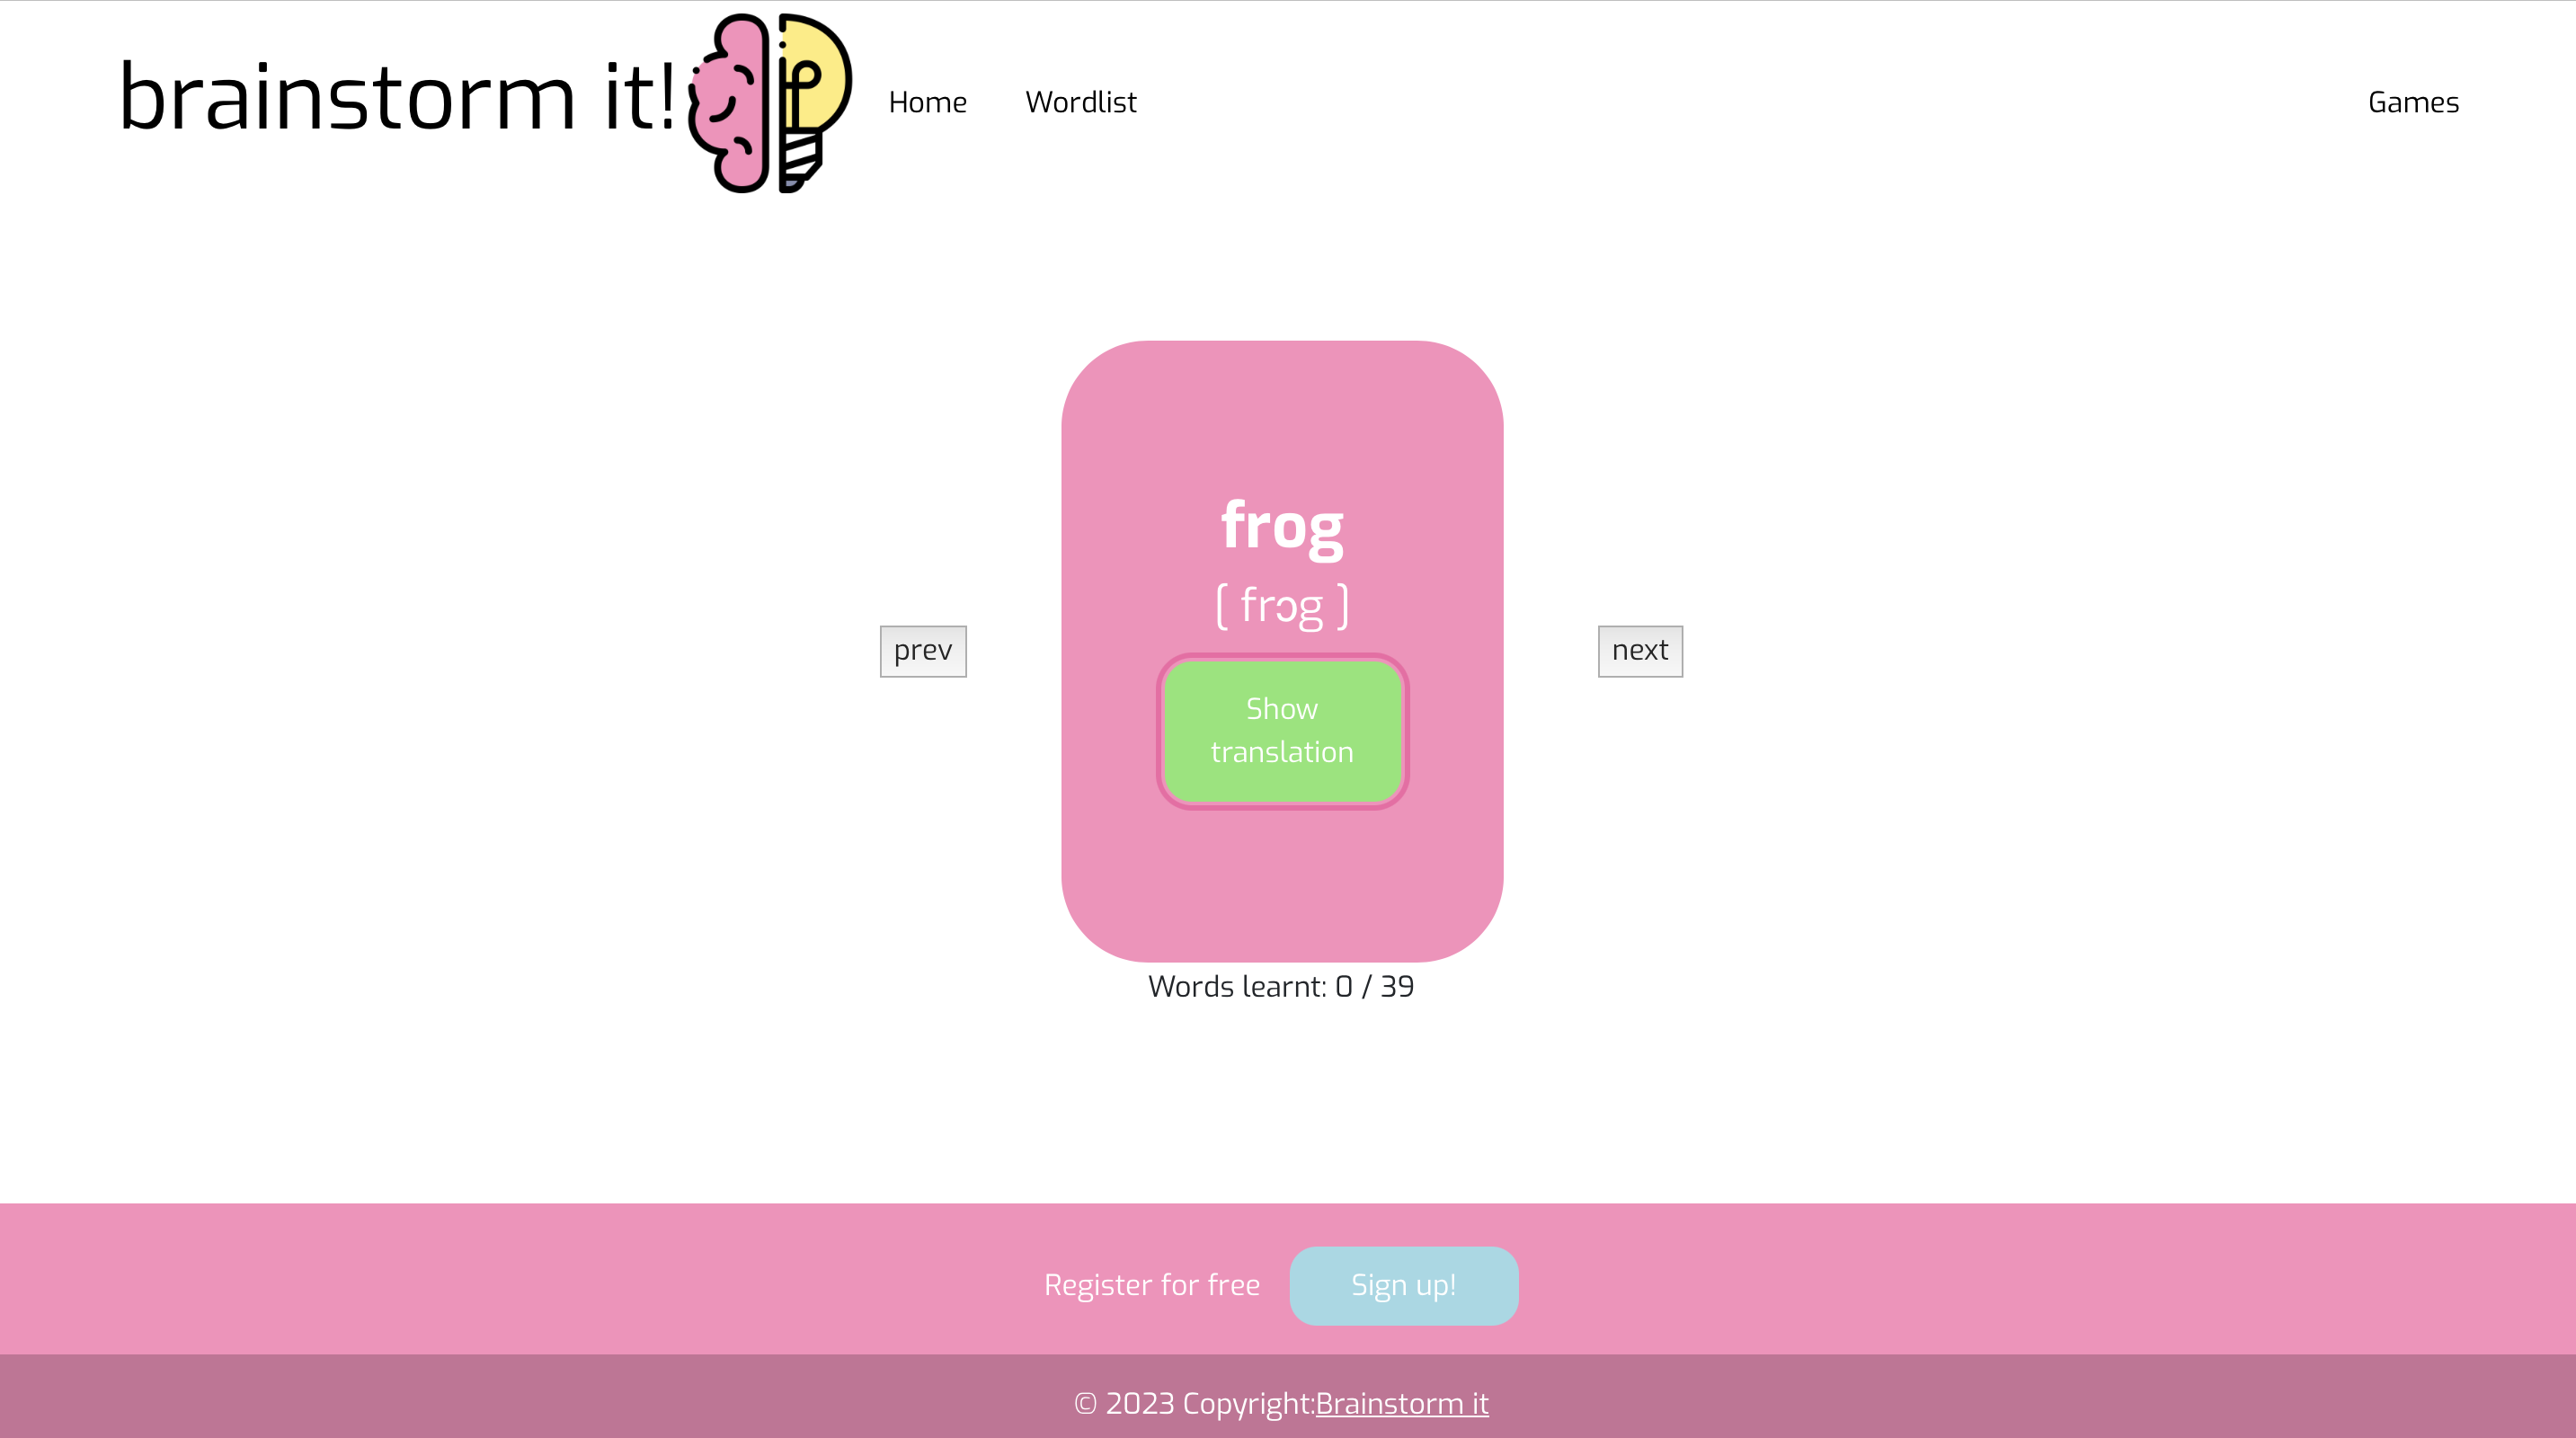 brainstorm it!
Home
Wordlist
Games
frog
[ frɔg ]
prev
next
Show
translation
Words learnt: 0 / 39
Register for free
Sign up!
© 2023 Copyright:Brainstorm it